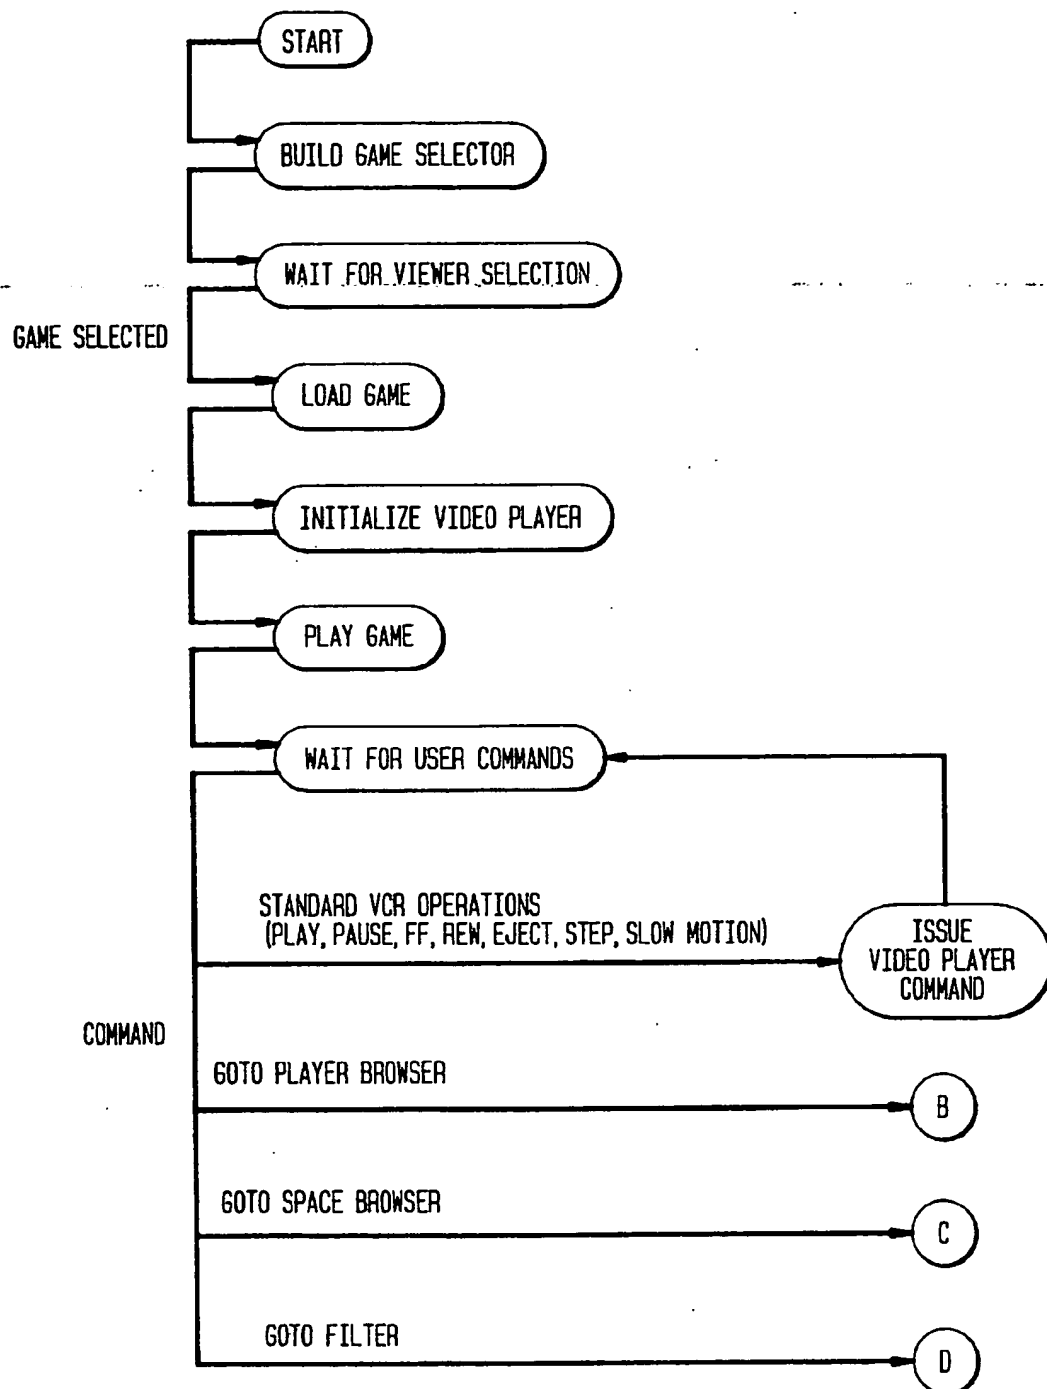 START
BUILD GAME SELECTOR
WAIT FOR VIEWER SELECTION
GAME SELECTED
LOAD GAME
INITIALIZE VIDEO PLAYER
PLAY GAME
WAIT FOR USER COMMANDS
STANDARD VCR OPERATIONS
(PLAY, PAUSE, FF, REW, EJECT, STEP, SLOW MOTION)
ISSUE
VIDEO PLAYER
COMMAND
COMMAND
GOTO PLAYER BROWSER
B
GOTO SPACE BROWSER
C
GOTO FILTER
D